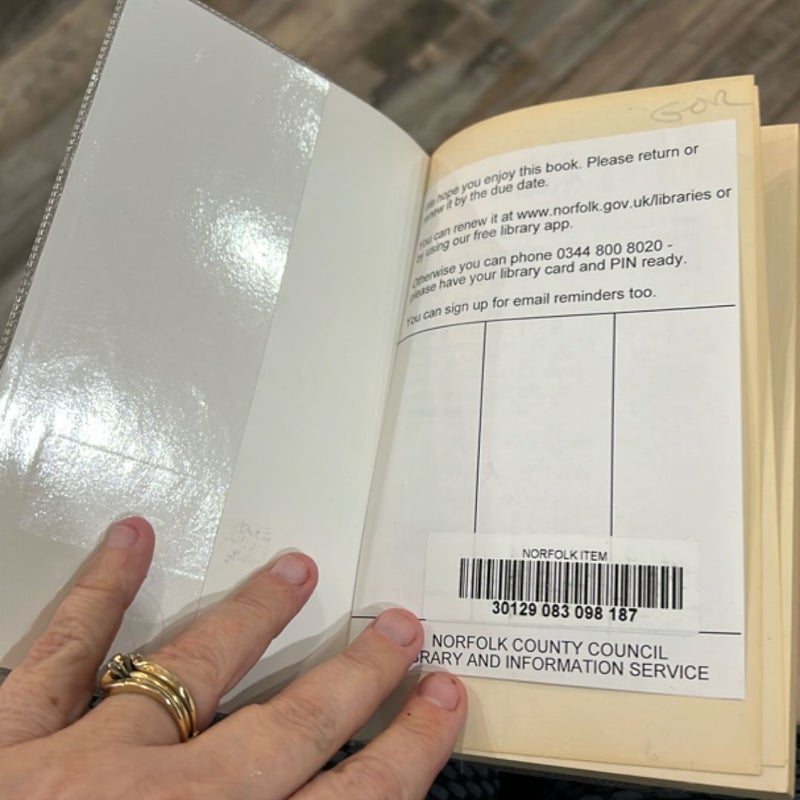 GOR
hope you enjoy this book. Please return or
renew it by the due date.
You can renew it at www.norfolk.gov.uk/libraries or
by using our free library app.
Otherwise you can phone 0344 800 8020 -
please have your library card and PIN ready.
You can sign up for email reminders too.
NORFOLK ITEM
30129 083 098 187
NORFOLK COUNTY COUNCIL
BRARY AND INFORMATION SERVICE